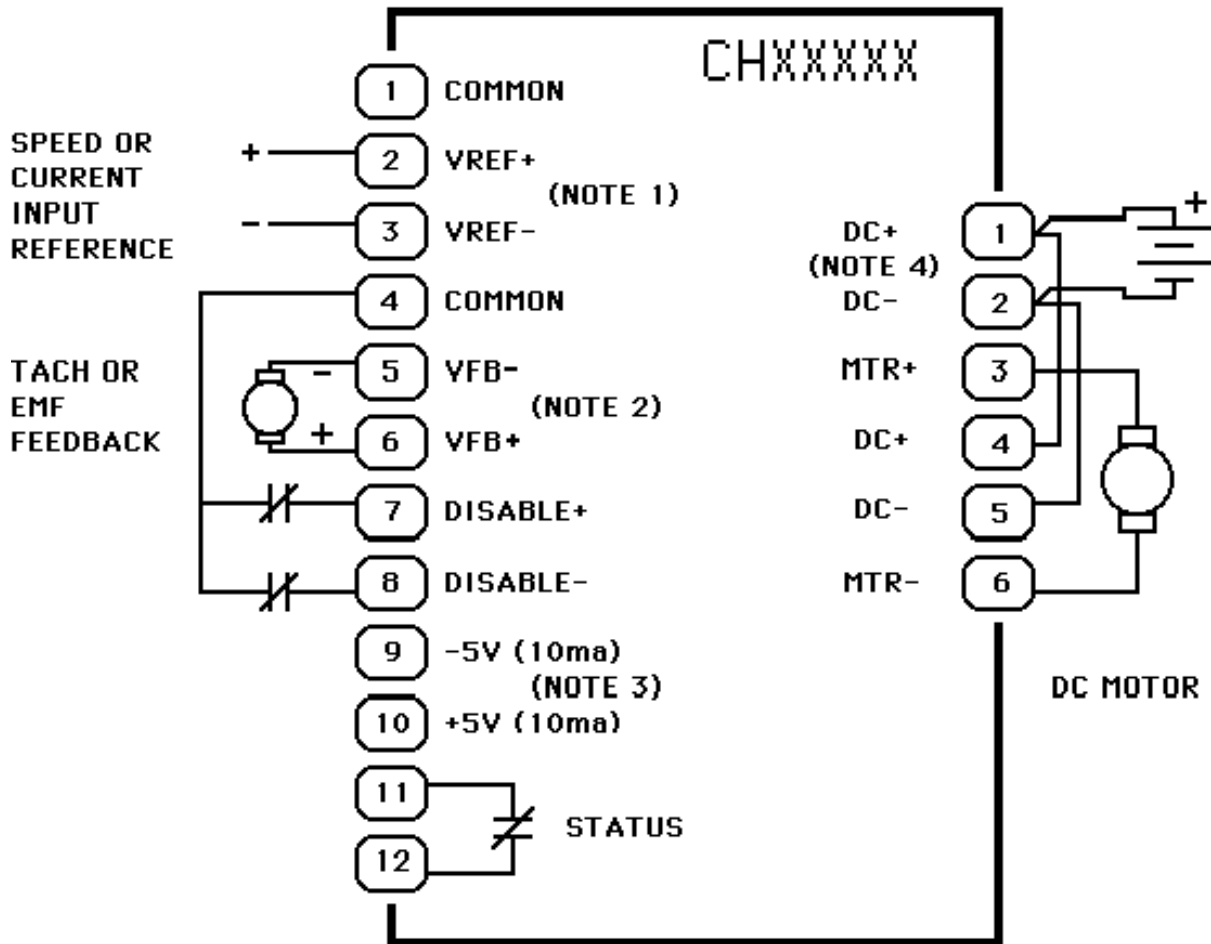 CHXXXXX
1 COMMON
SPEED OR
CURRENT
INPUT
REFERENCE
+ 2 VREF+
(NOTE 1)
- 3 VREF-
4 COMMON
TACH OR
EMF
FEEDBACK
- 5 VFB-
(NOTE 2)
+ 6 VFB+
7 DISABLE+
8 DISABLE-
9 -5V (10ma)
(NOTE 3)
10 +5V (10ma)
11
STATUS
12
DC+ 1 +
(NOTE 4)
DC- 2
MTR+ 3
DC+ 4
DC- 5
MTR- 6
DC MOTOR